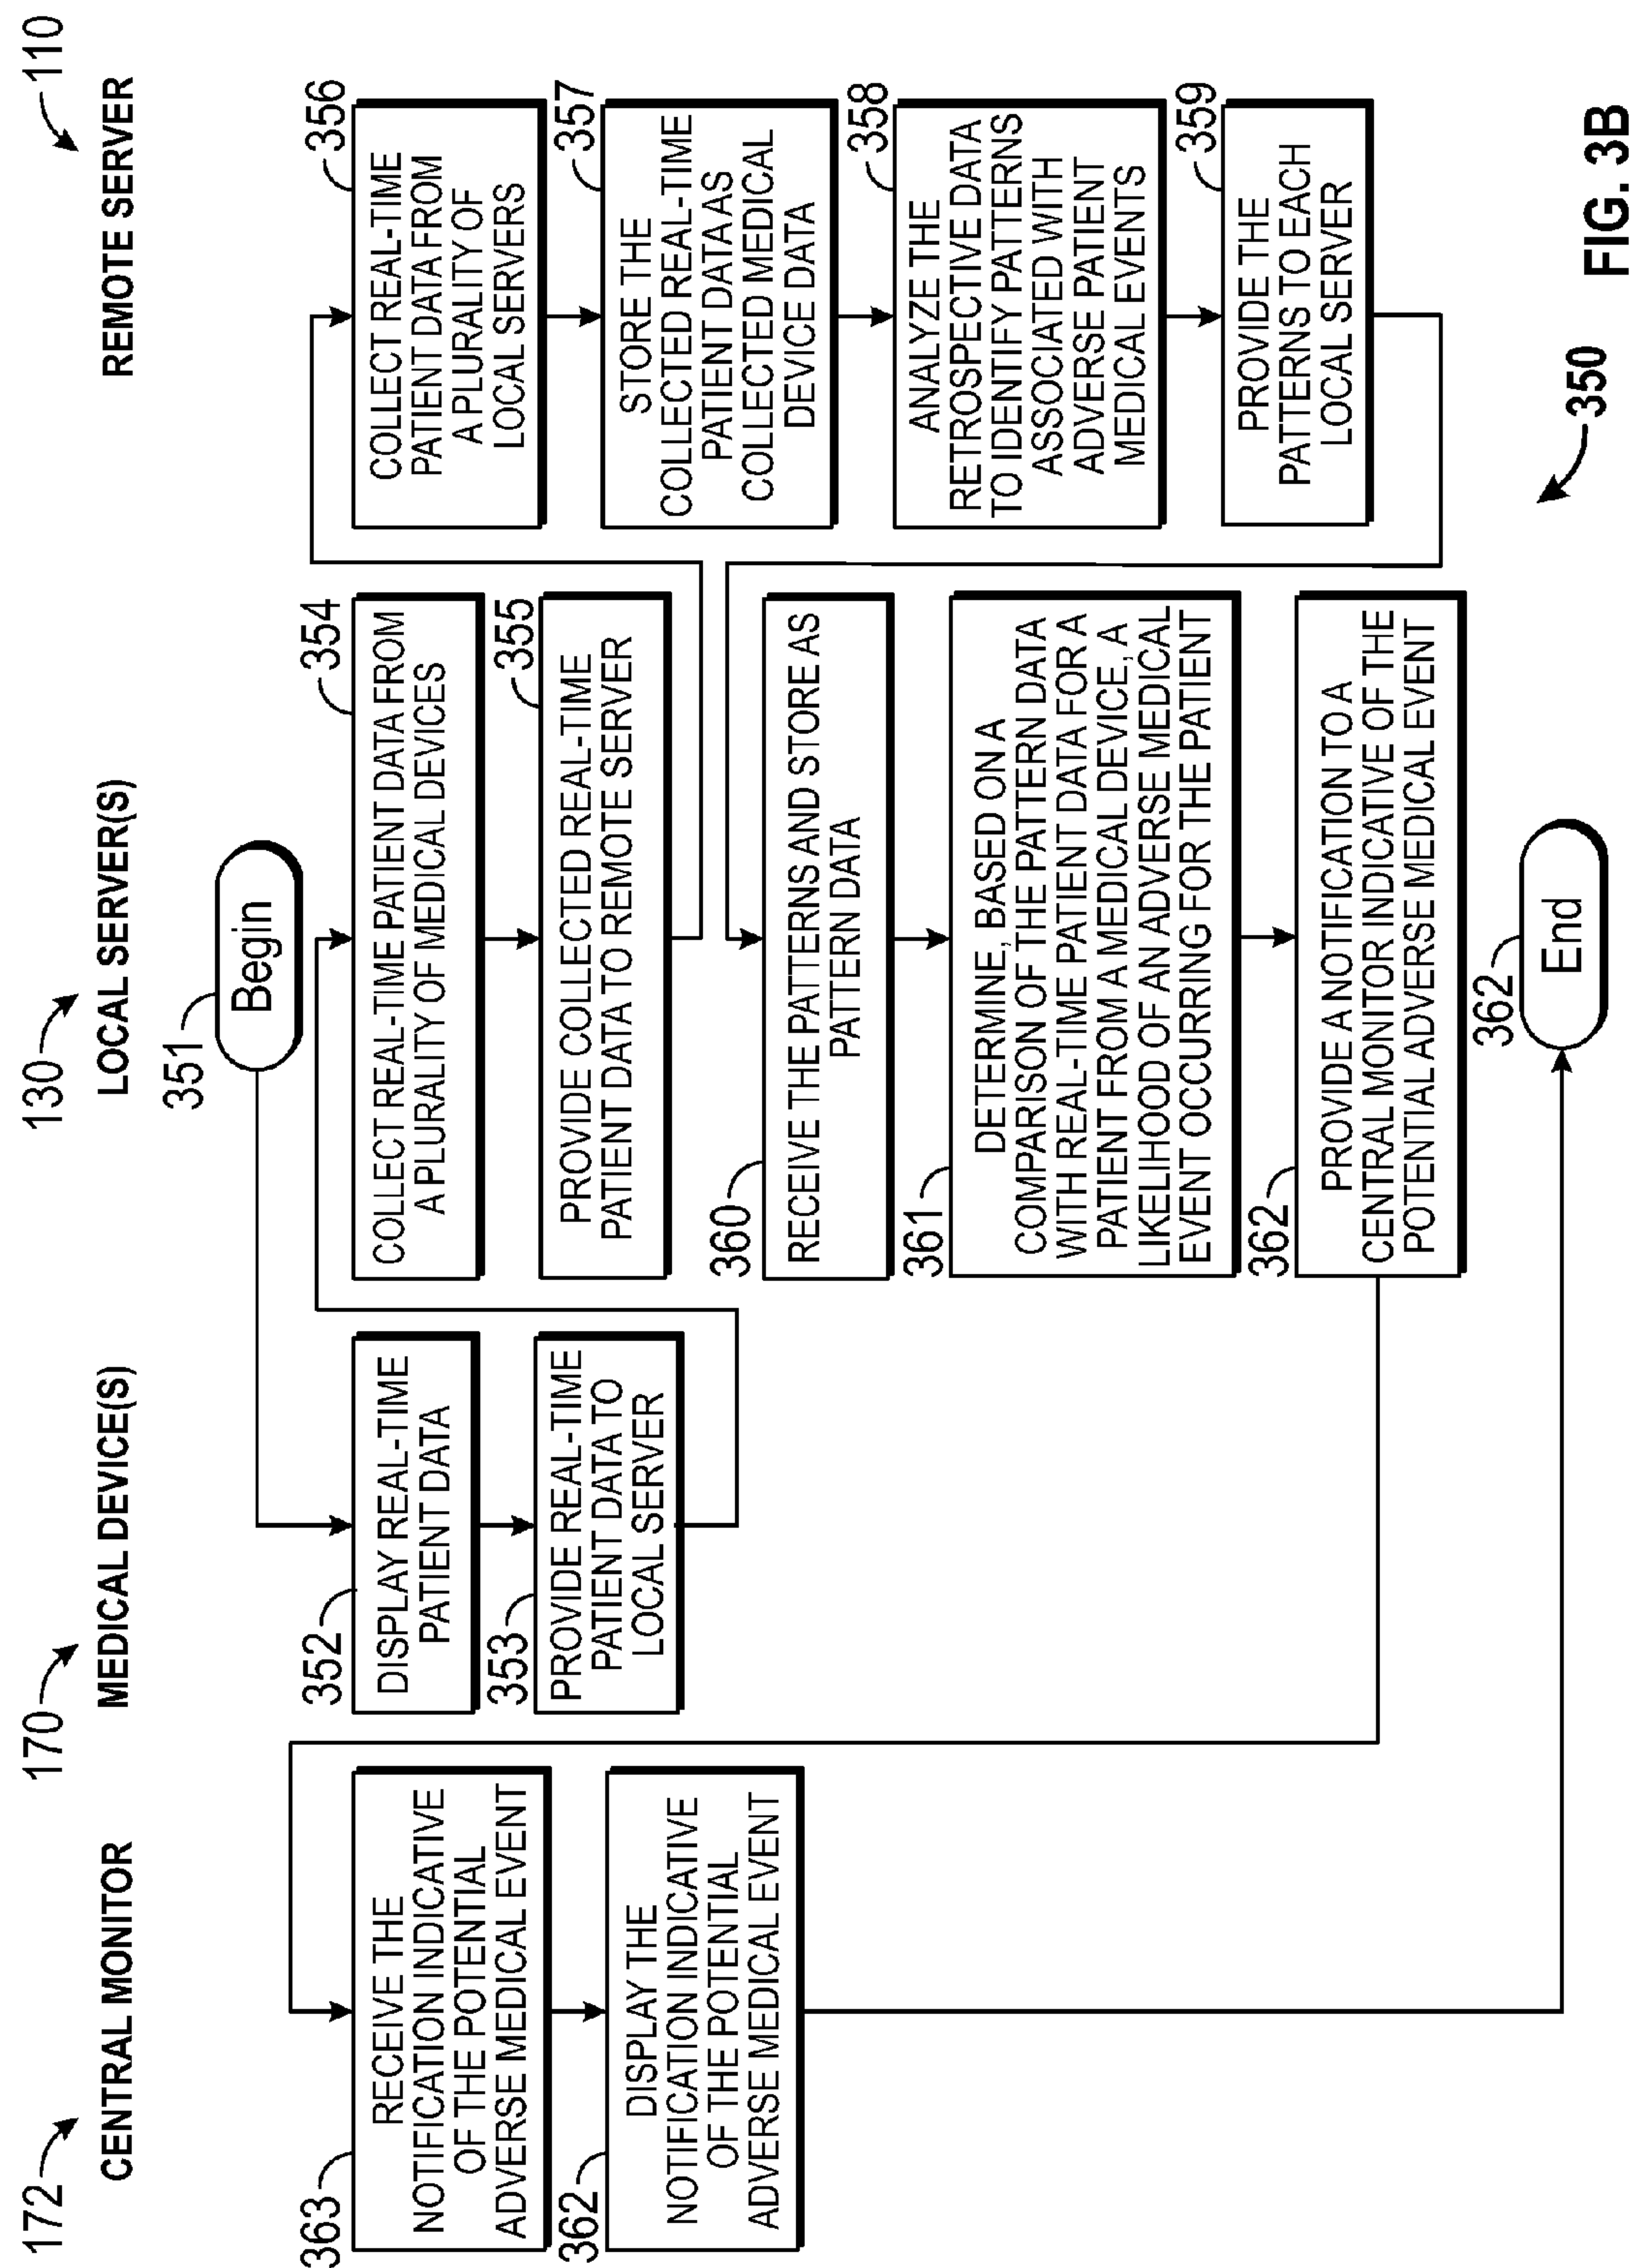 172
CENTRAL MONITOR
170
MEDICAL DEVICE(S)
130
LOCAL SERVER(S)
110
REMOTE SERVER
351
Begin
352
DISPLAY REAL-TIME
PATIENT DATA
353
PROVIDE REAL-TIME
PATIENT DATA TO
LOCAL SERVER
354
COLLECT REAL-TIME PATIENT DATA FROM
A PLURALITY OF MEDICAL DEVICES
355
PROVIDE COLLECTED REAL-TIME
PATIENT DATA TO REMOTE SERVER
356
COLLECT REAL-TIME
PATIENT DATA FROM
A PLURALITY OF
LOCAL SERVERS
357
STORE THE
COLLECTED REAL-TIME
PATIENT DATA AS
COLLECTED MEDICAL
DEVICE DATA
358
ANALYZE THE
RETROSPECTIVE DATA
TO IDENTIFY PATTERNS
ASSOCIATED WITH
ADVERSE PATIENT
MEDICAL EVENTS
359
PROVIDE THE
PATTERNS TO EACH
LOCAL SERVER
360
RECEIVE THE PATTERNS AND STORE AS
PATTERN DATA
361
DETERMINE, BASED ON A
COMPARISON OF THE PATTERN DATA
WITH REAL-TIME PATIENT DATA FOR A
PATIENT FROM A MEDICAL DEVICE, A
LIKELIHOOD OF AN ADVERSE MEDICAL
EVENT OCCURRING FOR THE PATIENT
362
PROVIDE A NOTIFICATION TO A
CENTRAL MONITOR INDICATIVE OF THE
POTENTIAL ADVERSE MEDICAL EVENT
363
RECEIVE THE
NOTIFICATION INDICATIVE
OF THE POTENTIAL
ADVERSE MEDICAL EVENT
362
DISPLAY THE
NOTIFICATION INDICATIVE
OF THE POTENTIAL
ADVERSE MEDICAL EVENT
362
End
350
FIG. 3B